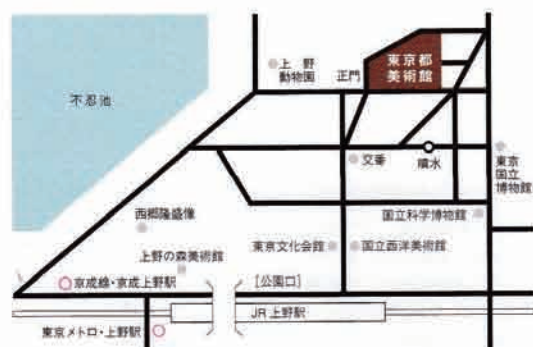 東京都
美術館
上野
動物園
正門
不忍池
交番
噴水
東京
国立
博物館
西郷隆盛像
国立科学博物館
上野の森美術館
東京文化会館
国立西洋美術館
京成線・京成上野駅
[公園口]
JR上野駅
東京メトロ・上野駅